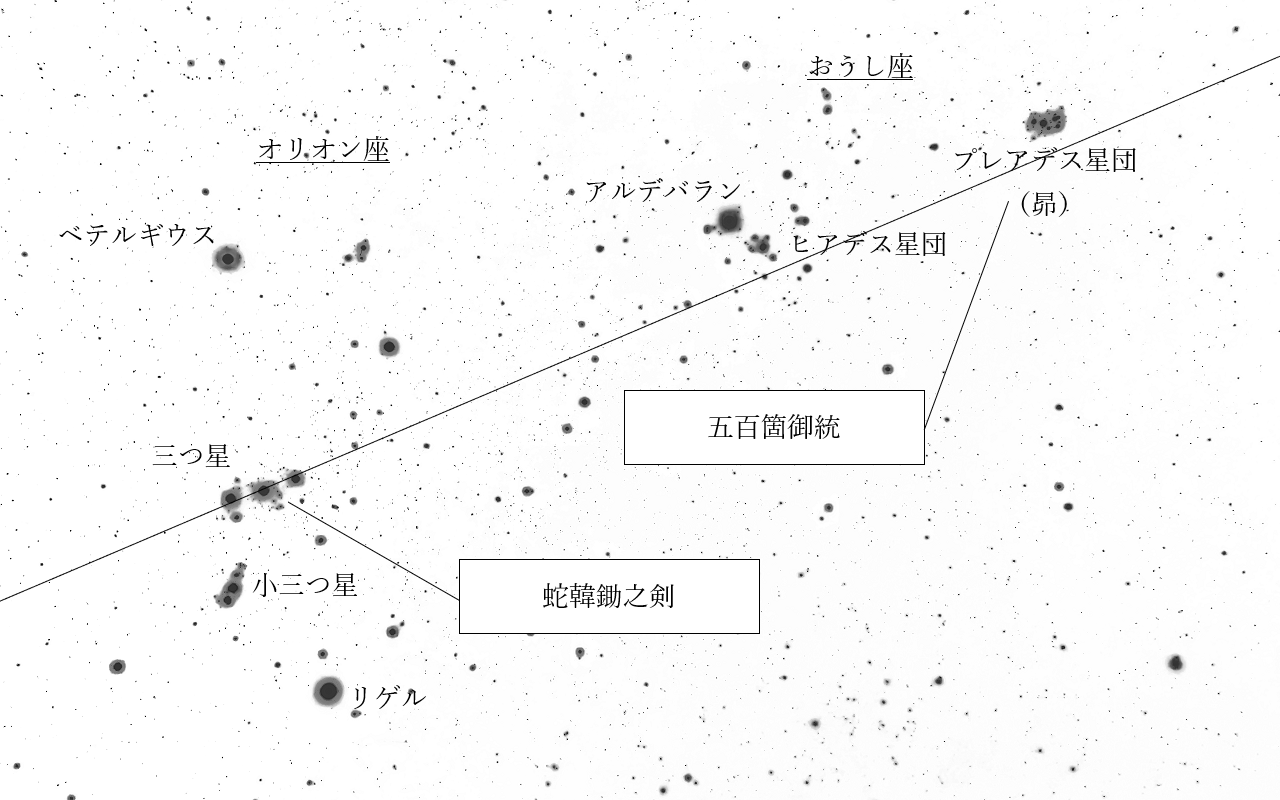 おうし座
オリオン座
プレアデス星団
(昴)
アルデバラン
ベテルギウス
ヒアデス星団
五百箇御統
三つ星
小三つ星
蛇韓鋤之剣
リゲル